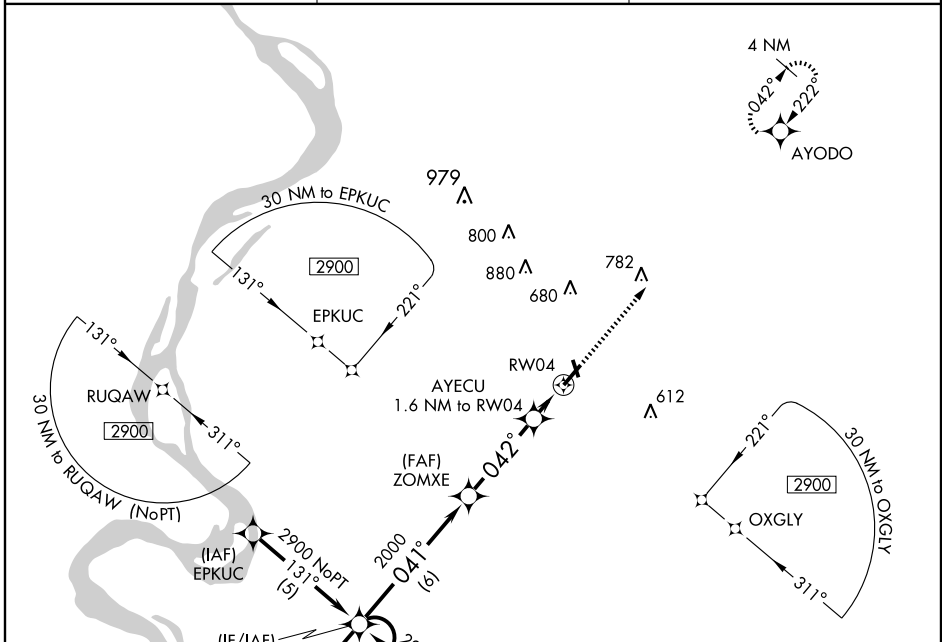 4 NM
042°
222°
AYODO
979
30 NM to EPKUC
800
2900
880
782
680
131°
221°
EPKUC
131°
RW04
AYECU
1.6 NM to RW04
RUQAW
612
2900
311°
30 NM to RUQAW (NoPT)
221°
30 NM to OXGLY
042°
(FAF)
ZOMXE
2900
OXGLY
2900 NoPT
131°
(5)
(IAF)
EPKUC
2000
041°
(6)
311°
(IF/IAF)